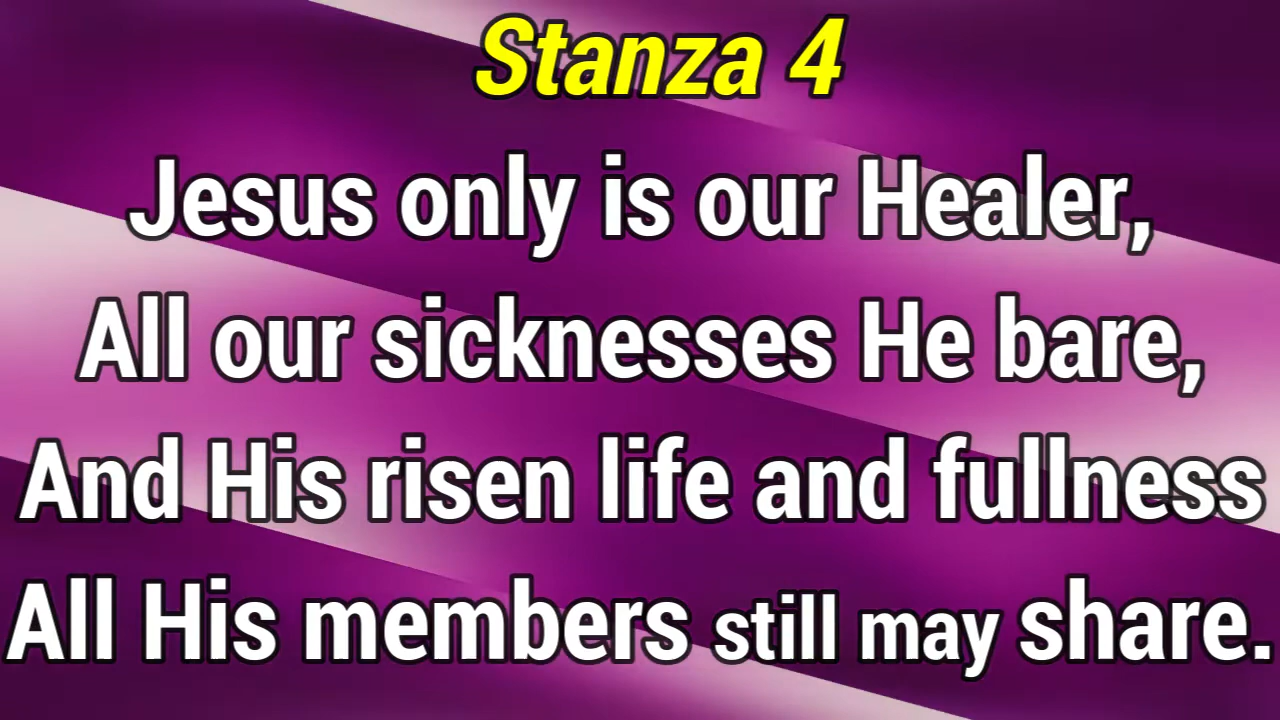 Stanza 4
Jesus only is our Healer,
All our sicknesses He bare,
And His risen life and fullness
All His members still may share.